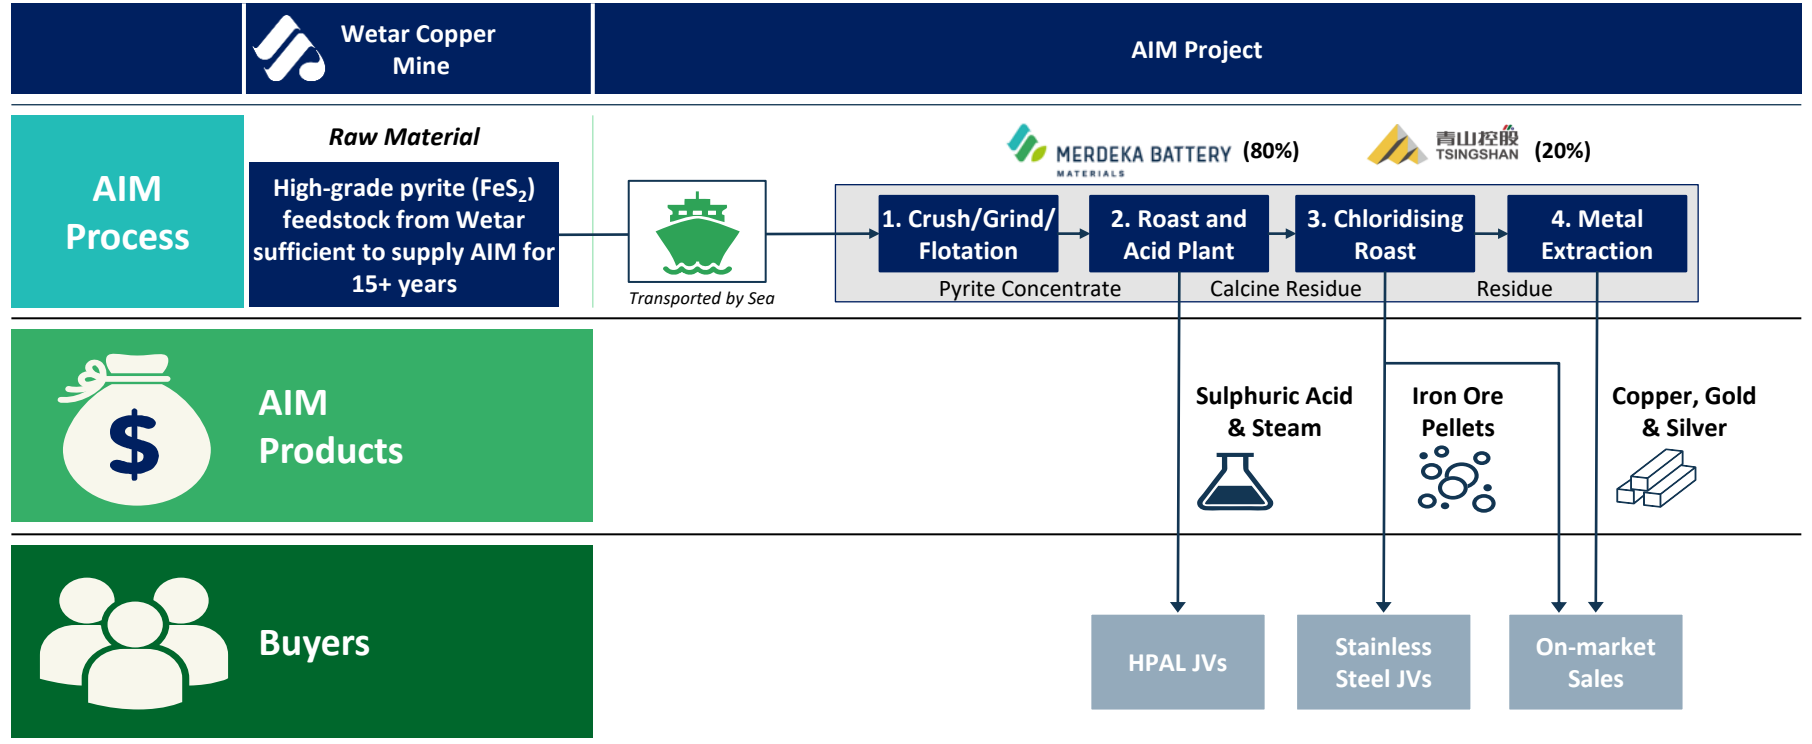 Wetar Copper
Mine
AIM Project
AIM
Process
Raw Material
High-grade pyrite (FeS₂)
feedstock from Wetar
sufficient to supply AIM for
15+ years
Transported by Sea
MERDEKA BATTERY
MATERIALS
(80%)
青山控股
TSINGSHAN
(20%)
1. Crush/Grind/
Flotation
2. Roast and
Acid Plant
3. Chloridising
Roast
4. Metal
Extraction
Pyrite Concentrate
Calcine Residue
Residue
$
AIM
Products
Sulphuric Acid
& Steam
Iron Ore
Pellets
Copper, Gold
& Silver
Buyers
HPAL JVs
Stainless
Steel JVs
On-market
Sales